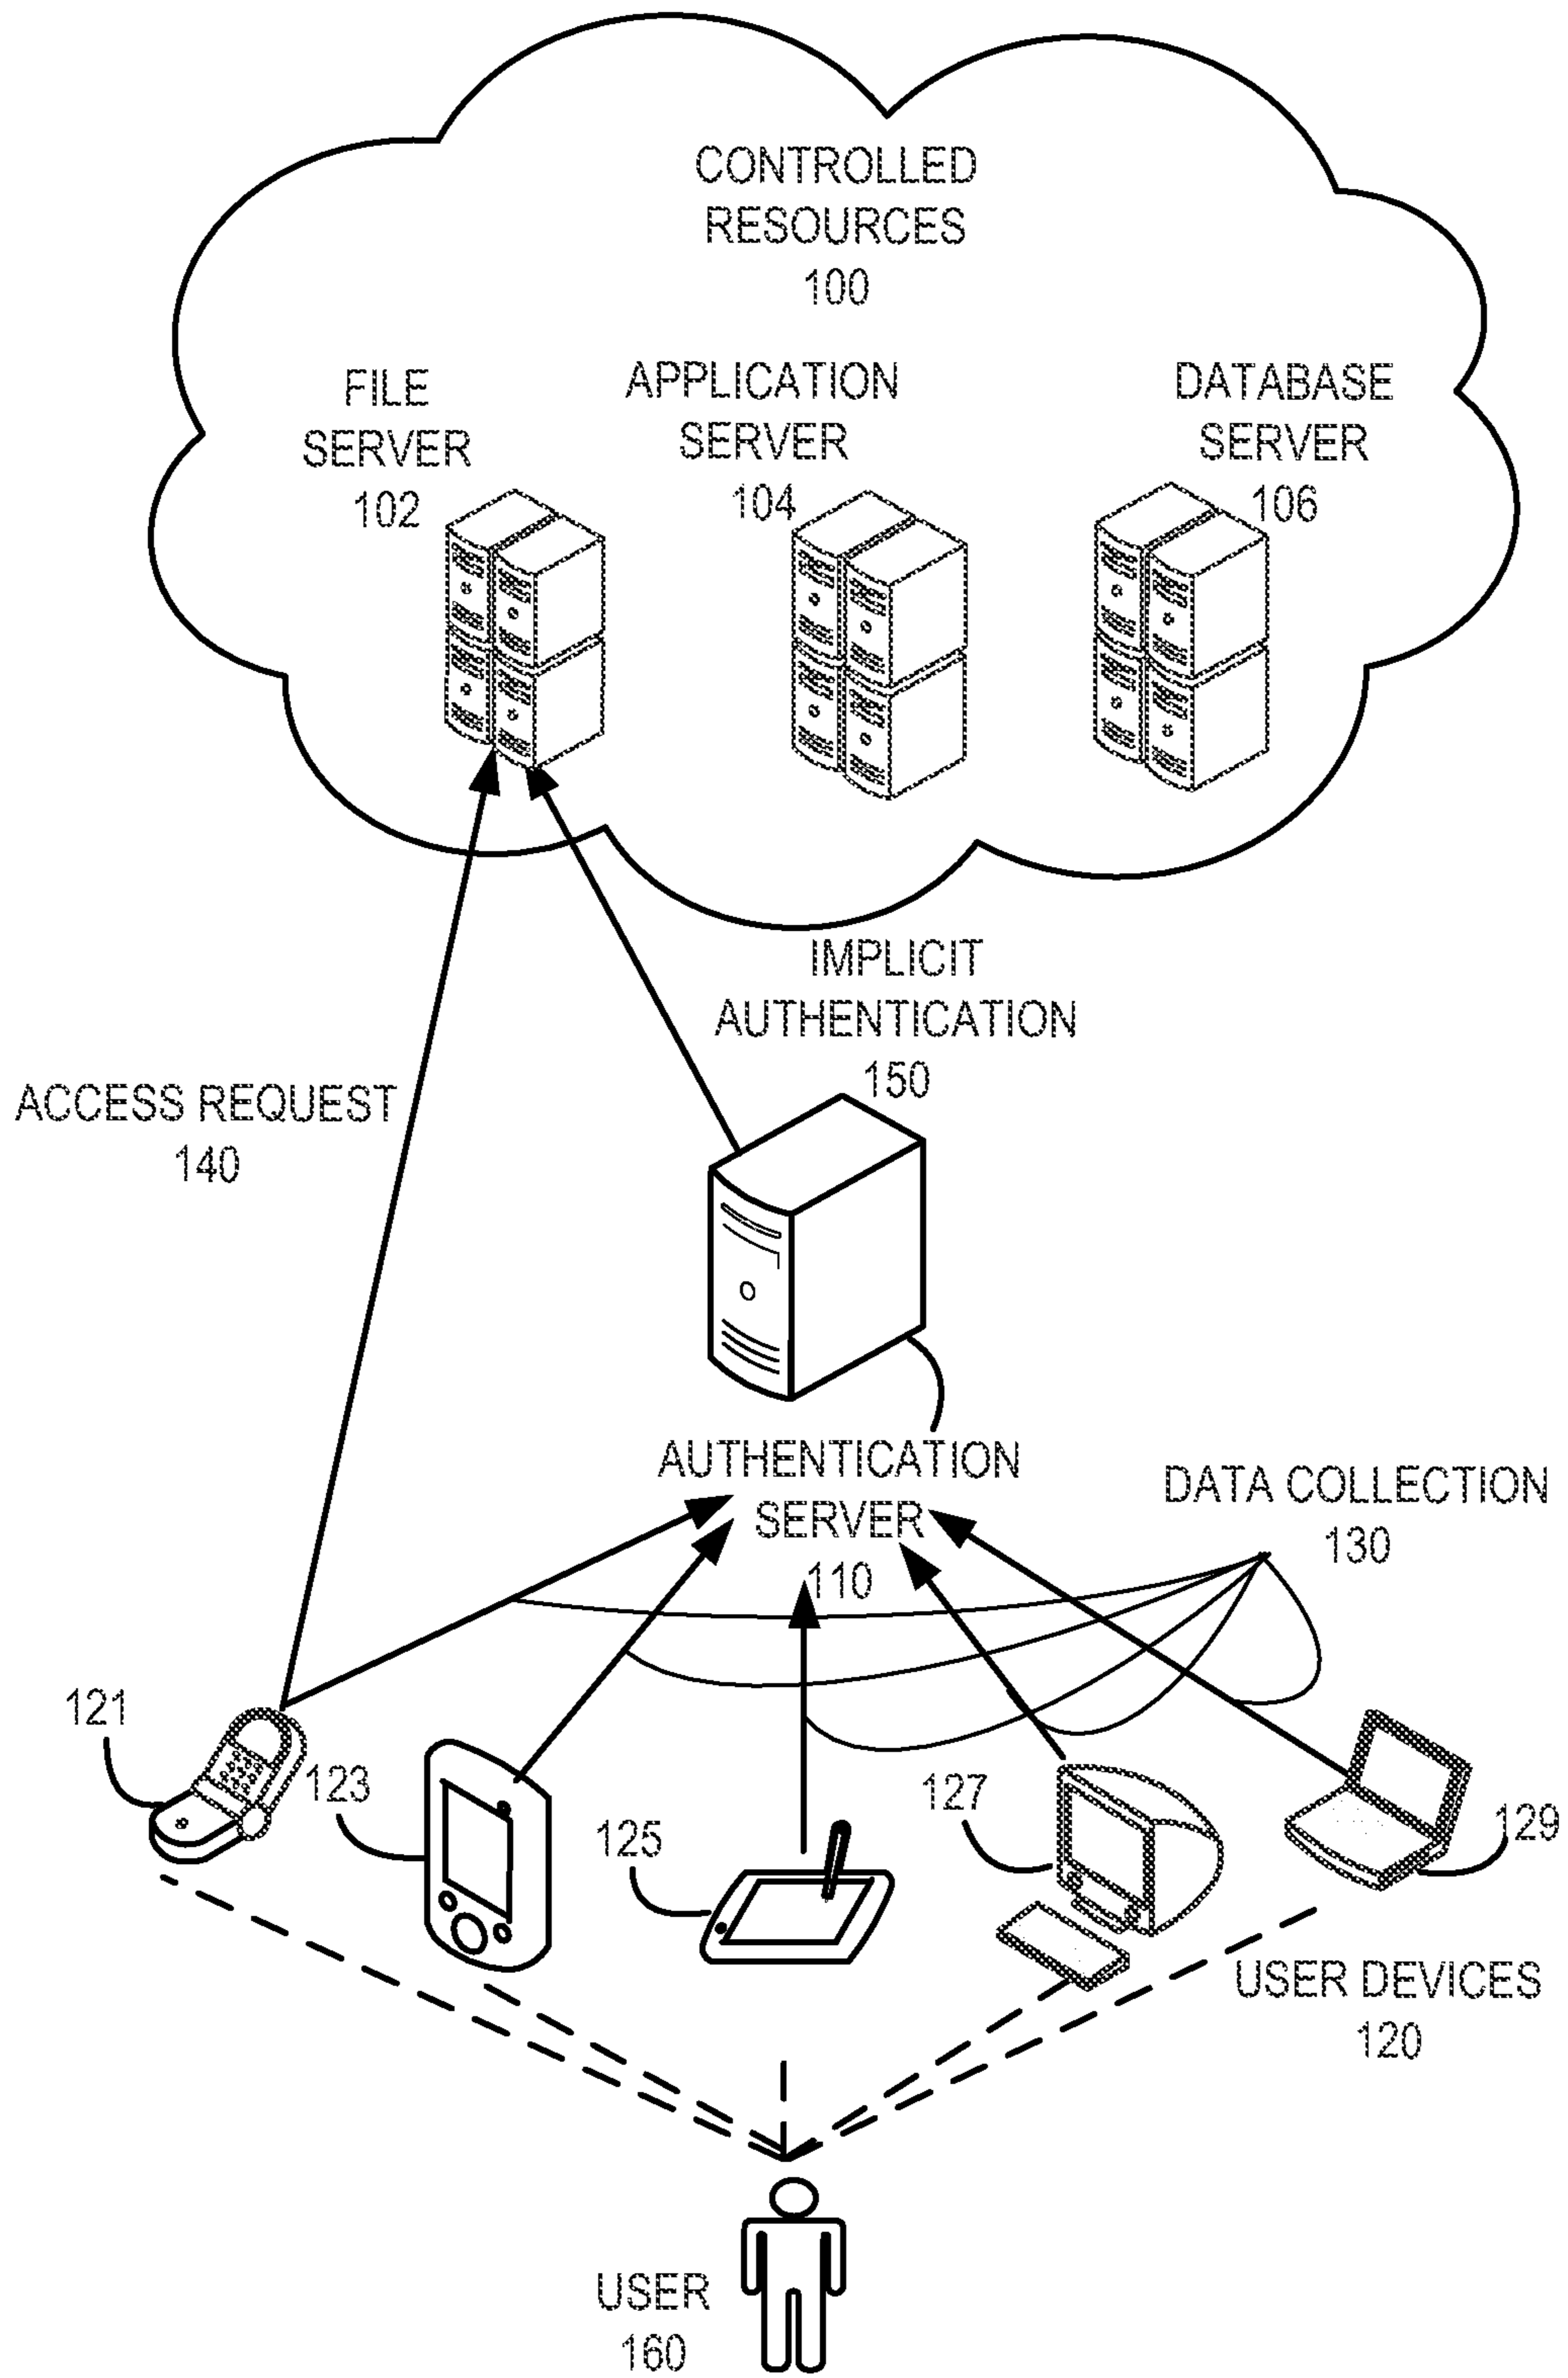 CONTROLLED
RESOURCES
100
FILE
SERVER
102
APPLICATION
SERVER
104
DATABASE
SERVER
106
IMPLICIT
AUTHENTICATION
150
ACCESS REQUEST
140
AUTHENTICATION
SERVER
110
DATA COLLECTION
130
121
123
125
127
129
USER DEVICES
120
USER
160